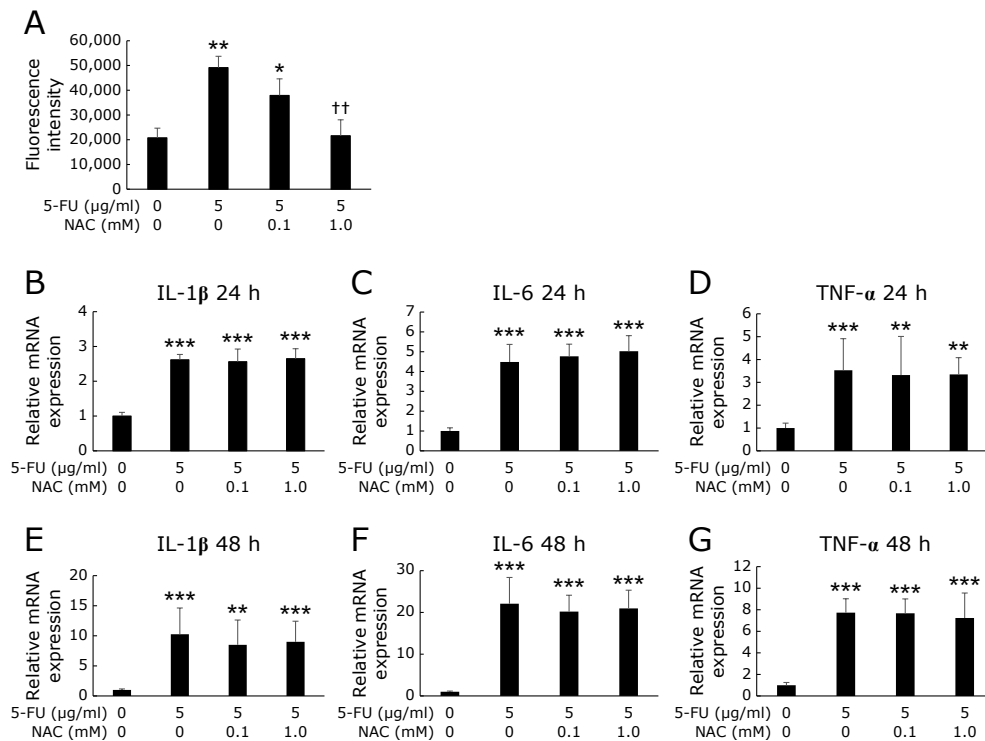 A
60,000
50,000
40,000
30,000
20,000
10,000
0
Fluorescence
intensity
** * ††
5-FU (µg/ml) 0 5 5 5
NAC (mM) 0 0 0.1 1.0
B
IL-1β 24 h
4
3
2
1
0
Relative mRNA
expression
*** *** ***
5-FU (µg/ml) 0 5 5 5
NAC (mM) 0 0 0.1 1.0
C
IL-6 24 h
7
6
5
4
3
2
1
0
Relative mRNA
expression
*** *** ***
5-FU (µg/ml) 0 5 5 5
NAC (mM) 0 0 0.1 1.0
D
TNF-α 24 h
6
5
4
3
2
1
0
Relative mRNA
expression
*** ** **
5-FU (µg/ml) 0 5 5 5
NAC (mM) 0 0 0.1 1.0
E
IL-1β 48 h
20
15
10
5
0
Relative mRNA
expression
*** ** ***
5-FU (µg/ml) 0 5 5 5
NAC (mM) 0 0 0.1 1.0
F
IL-6 48 h
30
20
10
0
Relative mRNA
expression
*** *** ***
5-FU (µg/ml) 0 5 5 5
NAC (mM) 0 0 0.1 1.0
G
TNF-α 48 h
12
10
8
6
4
2
0
Relative mRNA
expression
*** *** ***
5-FU (µg/ml) 0 5 5 5
NAC (mM) 0 0 0.1 1.0